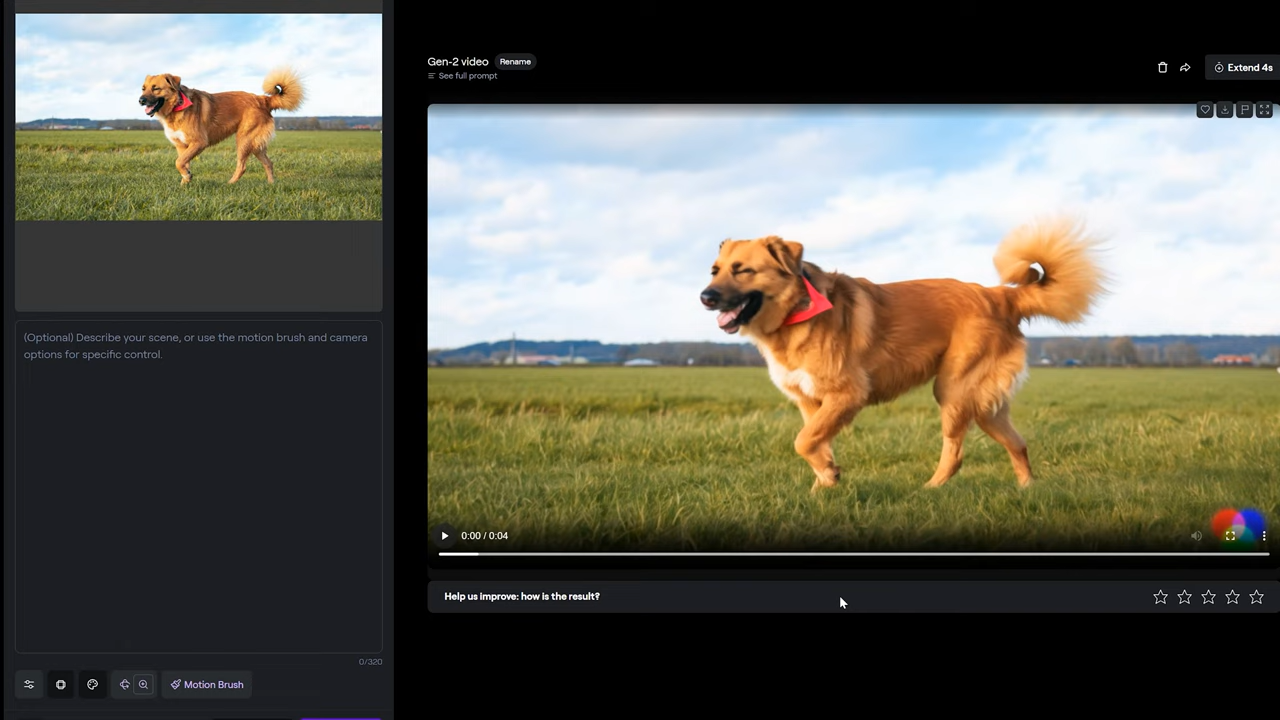 Gen-2 video
Rename
See full prompt
Extend 4s
(Optional) Describe your scene, or use the motion brush and camera
options for specific control.
0:00 / 0:04
Help us improve: how is the result?
0/320
Motion Brush